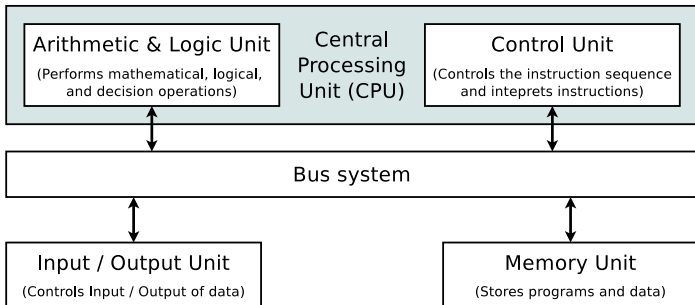 Arithmetic & Logic Unit
(Performs mathematical, logical,
and decision operations)
Central
Processing
Unit (CPU)
Control Unit
(Controls the instruction sequence
and inteprets instructions)
Bus system
Input / Output Unit
(Controls Input / Output of data)
Memory Unit
(Stores programs and data)